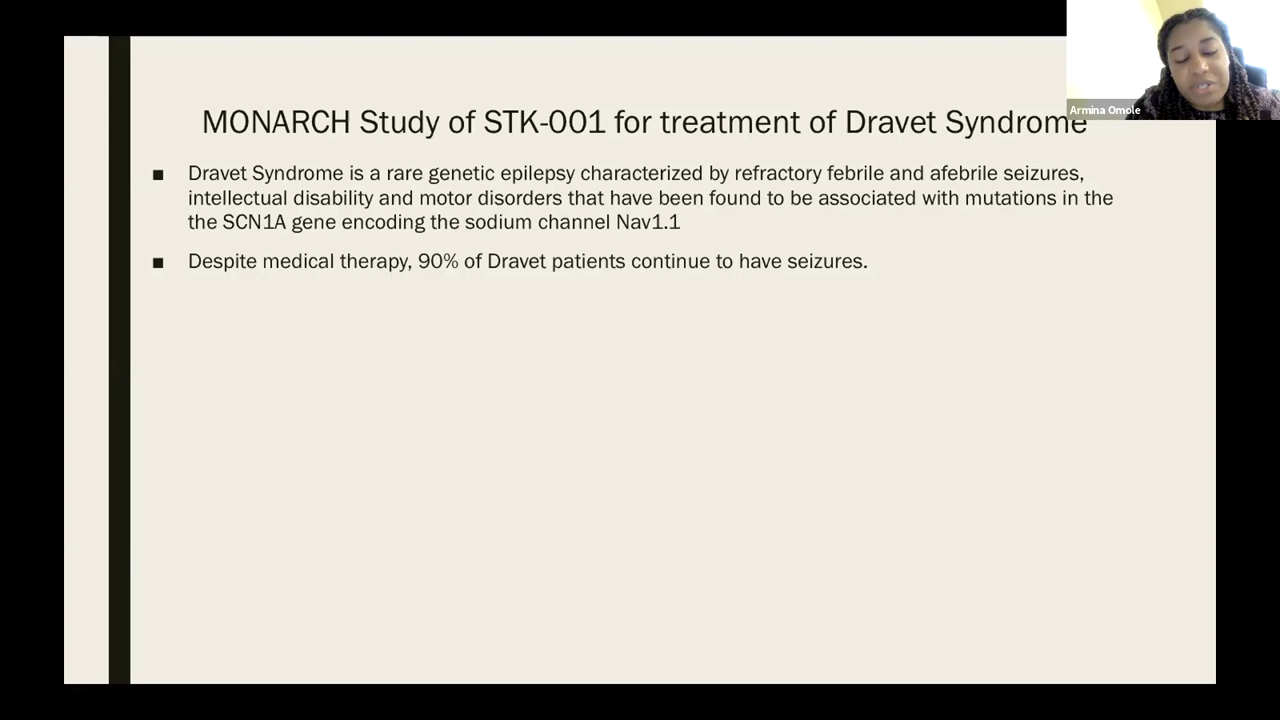 Armina Omole
MONARCH Study of STK-001 for treatment of Dravet Syndrome
■ Dravet Syndrome is a rare genetic epilepsy characterized by refractory febrile and afebrile seizures,
intellectual disability and motor disorders that have been found to be associated with mutations in the
the SCN1A gene encoding the sodium channel Nav1.1
■ Despite medical therapy, 90% of Dravet patients continue to have seizures.